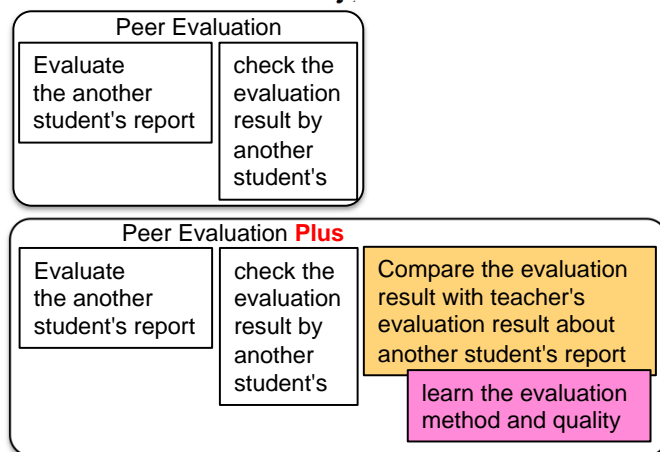 Peer Evaluation
Evaluate
the another
student's report
check the
evaluation
result by
another
student's
Peer Evaluation Plus
Evaluate
the another
student's report
check the
evaluation
result by
another
student's
Compare the evaluation
result with teacher's
evaluation result about
another student's report
learn the evaluation
method and quality